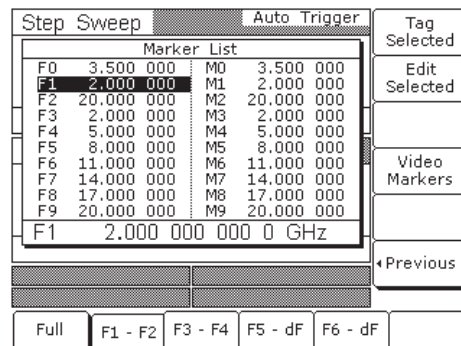 Step Sweep Auto Trigger
Marker List
F0 3.500 000 M0 3.500 000
F1 2.000 000 M1 2.000 000
F2 20.000 000 M2 20.000 000
F3 2.000 000 M3 2.000 000
F4 5.000 000 M4 5.000 000
F5 8.000 000 M5 8.000 000
F6 11.000 000 M6 11.000 000
F7 14.000 000 M7 14.000 000
F8 17.000 000 M8 17.000 000
F9 20.000 000 M9 20.000 000
F1 2.000 000 000 0 GHz
Tag
Selected
Edit
Selected
Video
Markers
Previous
Full F1 - F2 F3 - F4 F5 - dF F6 - dF